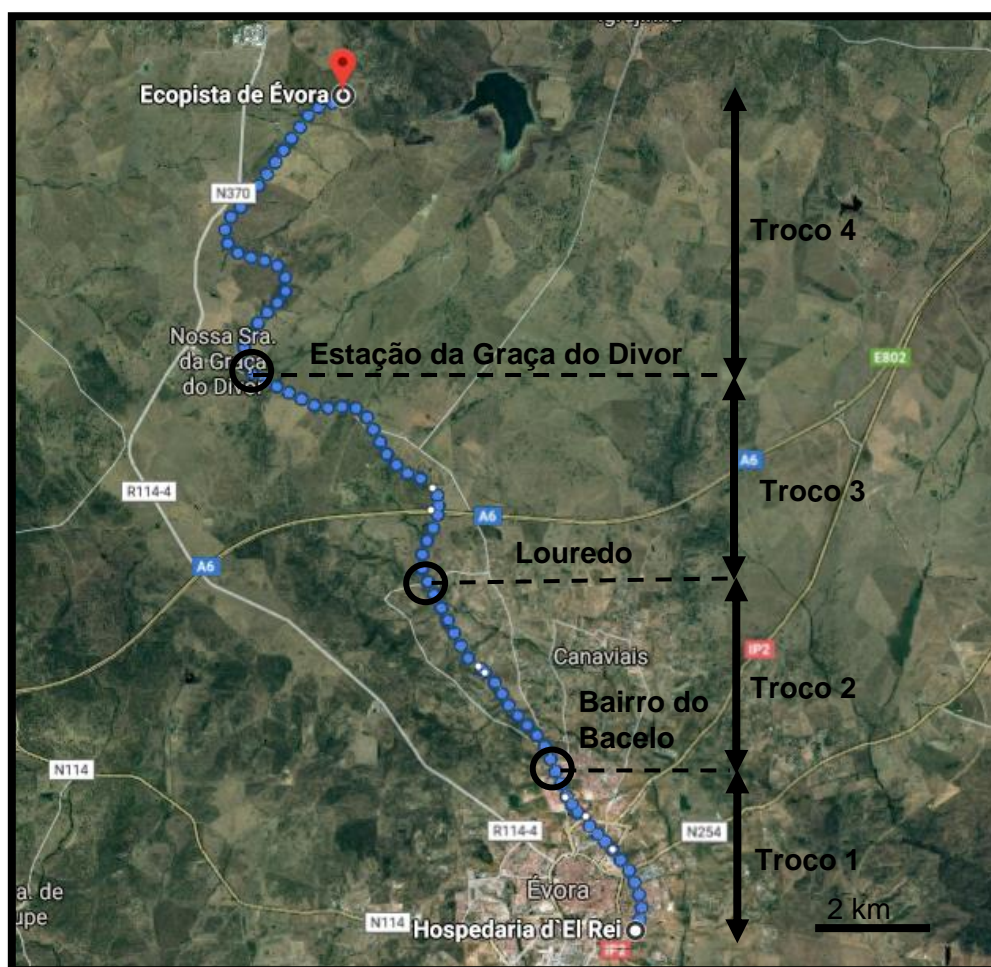 Ecopista de Évora
N370
Troco 4
Nossa Sra.
da Graça
do Divor
Estação da Graça do Divor
E802
A6
R114-4
Troco 3
A6
Louredo
A6
Canaviais
IP2
Troco 2
Bairro do
Bacelo
N114
R114-4
N254
Troco 1
Évora
a. de
upe
N114
Hospedaria d`El Rei
2 km